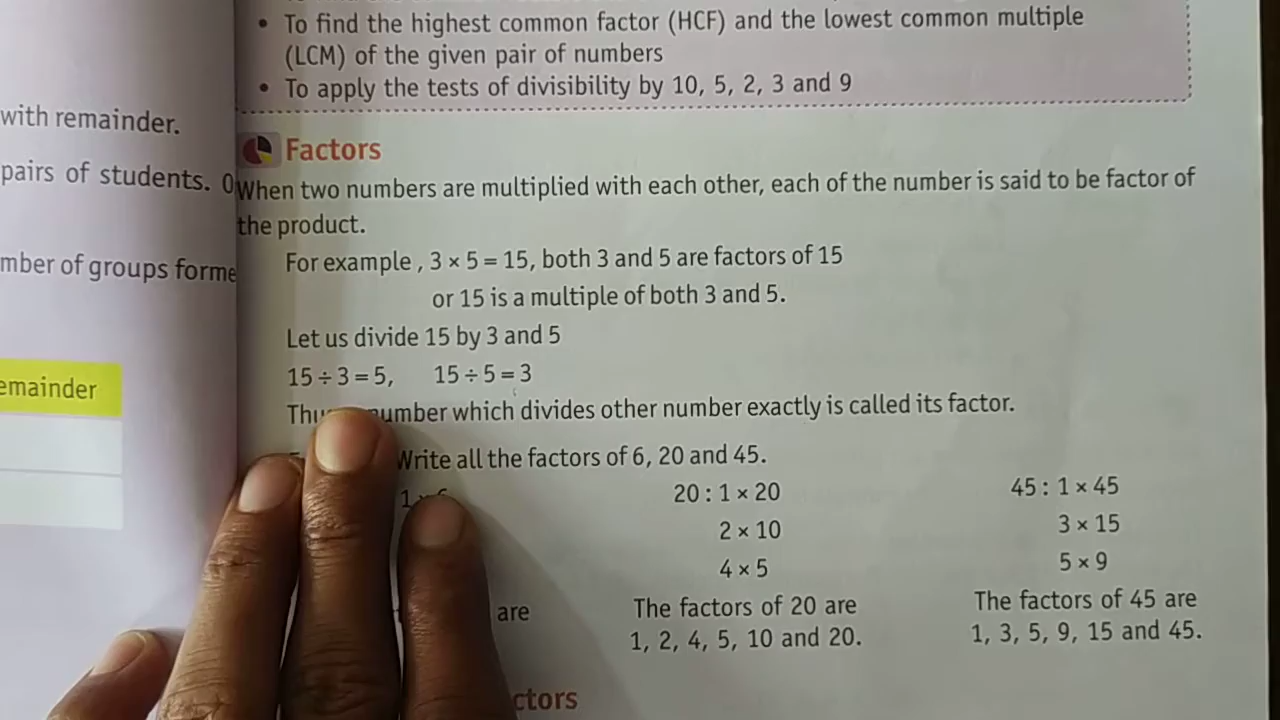 • To find the highest common factor (HCF) and the lowest common multiple
(LCM) of the given pair of numbers
• To apply the tests of divisibility by 10, 5, 2, 3 and 9
with remainder.
pairs of students.
mber of groups forme
emainder
Factors
When two numbers are multiplied with each other, each of the number is said to be factor of
the product.
For example , 3 × 5 = 15, both 3 and 5 are factors of 15
or 15 is a multiple of both 3 and 5.
Let us divide 15 by 3 and 5
15 ÷ 3 = 5, 15 ÷ 5 = 3
number which divides other number exactly is called its factor.
Write all the factors of 6, 20 and 45.
20 : 1 × 20
2 × 10
4 × 5
45 : 1 × 45
3 × 15
5 × 9
are
The factors of 20 are
1, 2, 4, 5, 10 and 20.
The factors of 45 are
1, 3, 5, 9, 15 and 45.
ctors